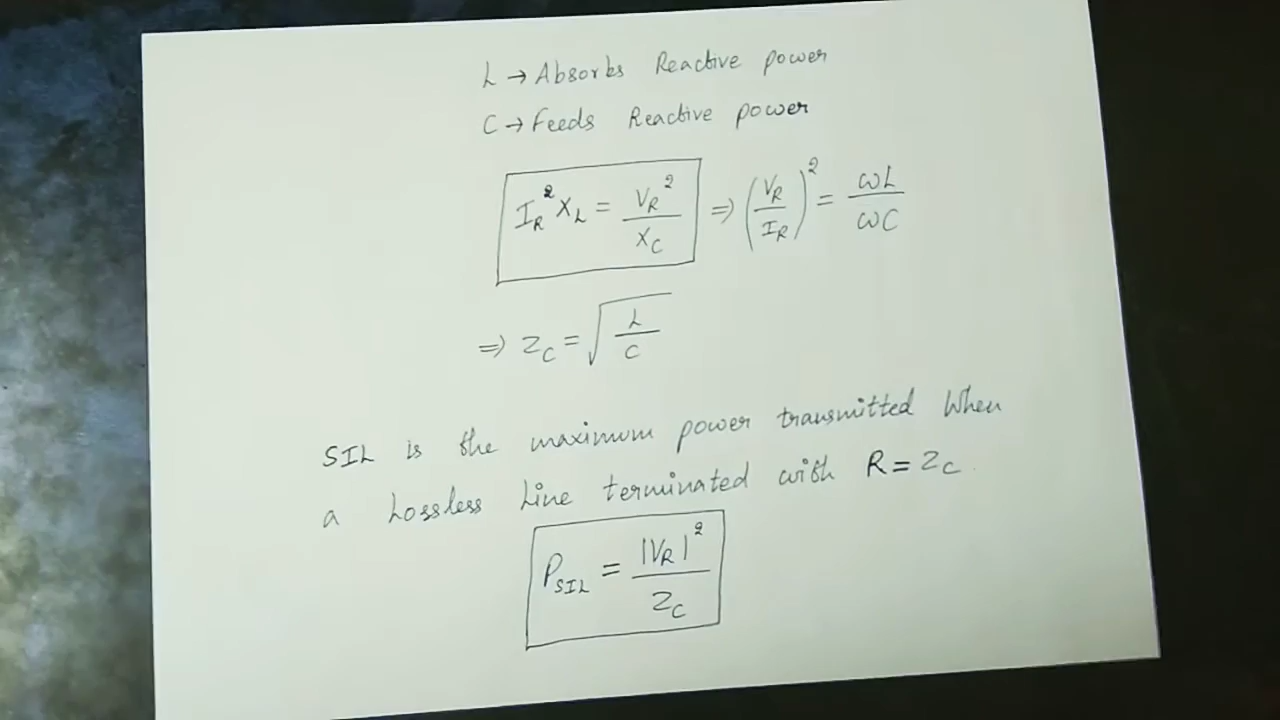 L → Absorbs Reactive power
C → Feeds Reactive power
I_R^2 X_L = V_R^2 / X_C ⇒ (V_R / I_R)^2 = ωL / ωC
⇒ Z_C = √(L / C)
SIL is the maximum power transmitted When
a Lossless Line terminated with R = Z_C.
P_SIL = |V_R|^2 / Z_C